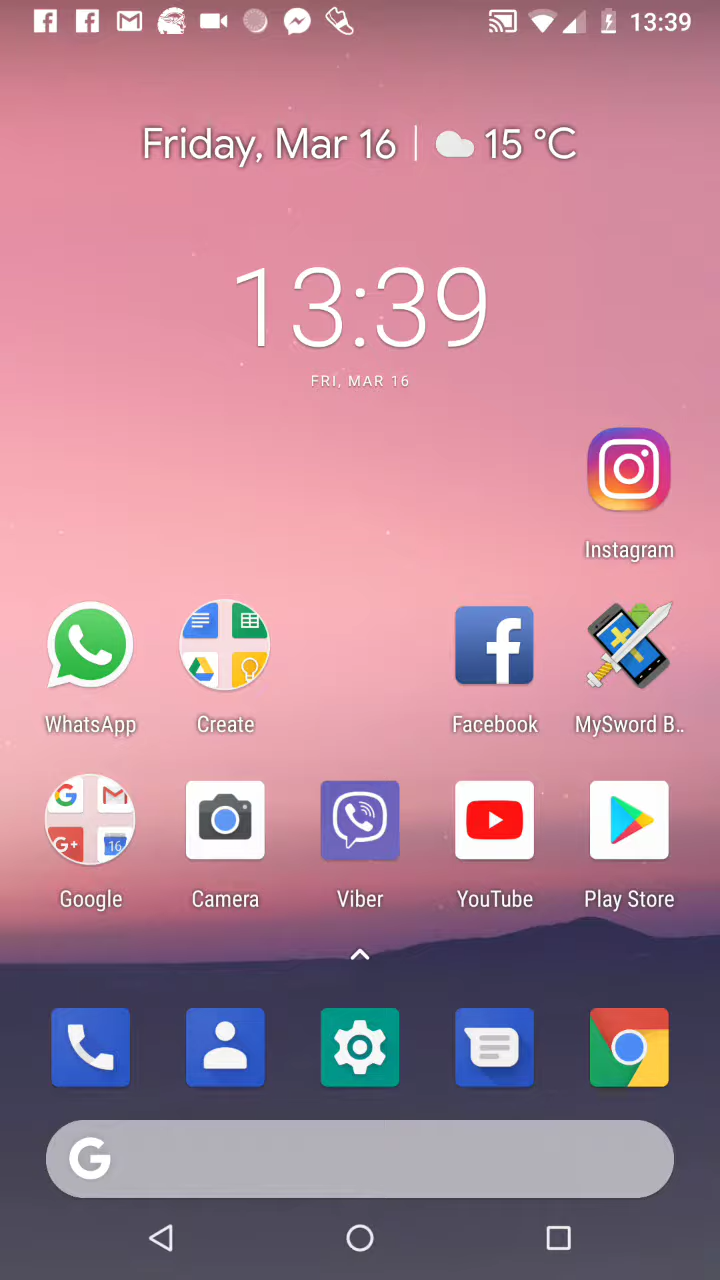 13:39
Friday, Mar 16 | 15 °C
13:39
FRI, MAR 16
Instagram
WhatsApp Create Facebook MySword B..
16
Google Camera Viber YouTube Play Store